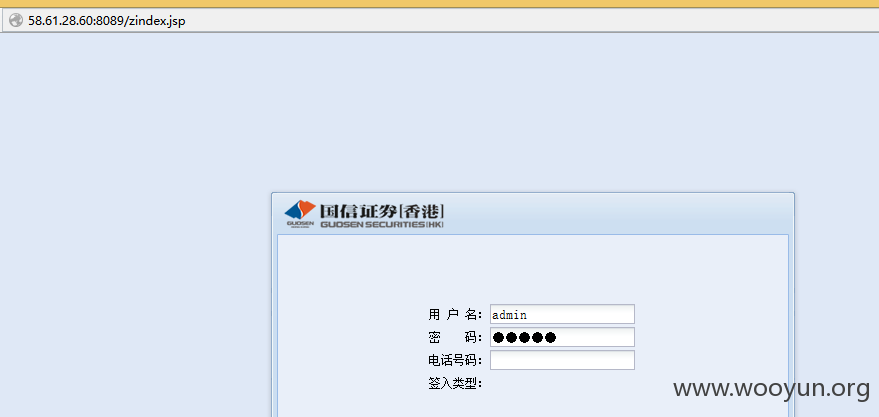 58.61.28.60:8089/zindex.jsp
国信证券[香港]
GUOSEN SECURITIES(HK)
GUOSEN
用 户 名： admin
密 码： ●●●●●
电话号码：
签入类型：
www.wooyun.org